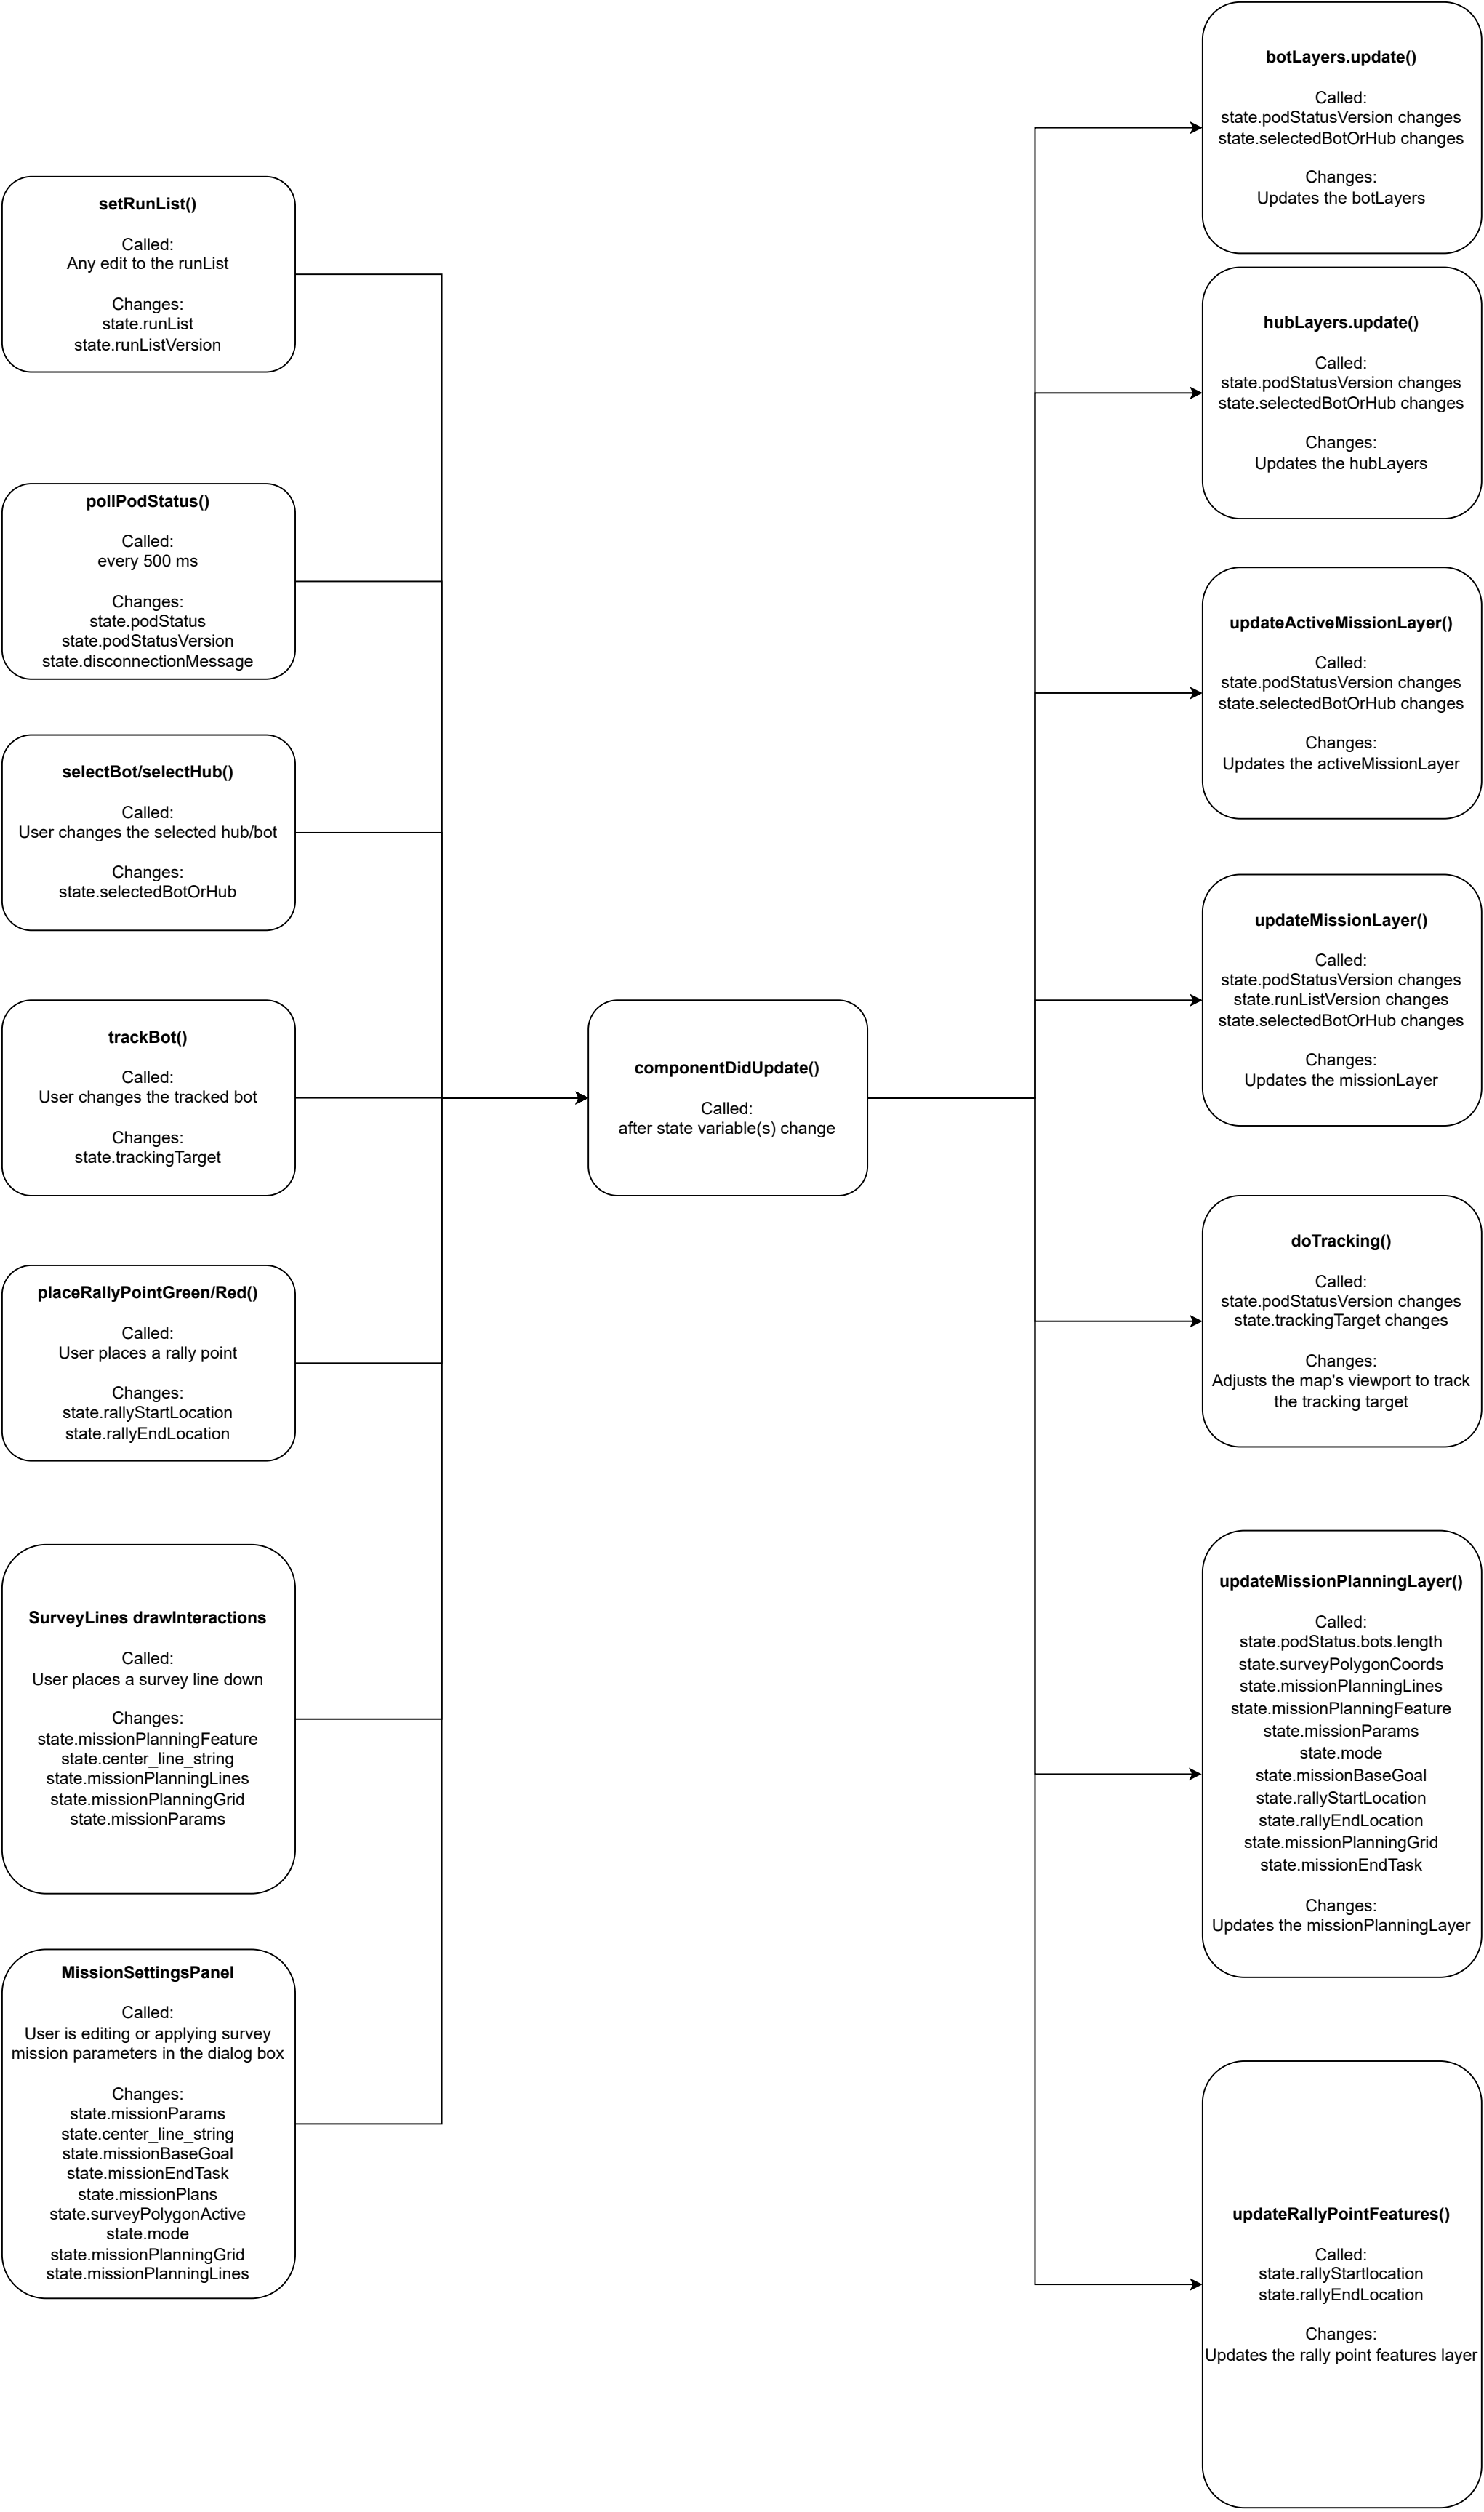 setRunList()
Called:
Any edit to the runList
Changes:
state.runList
state.runListVersion
pollPodStatus()
Called:
every 500 ms
Changes:
state.podStatus
state.podStatusVersion
state.disconnectionMessage
selectBot/selectHub()
Called:
User changes the selected hub/bot
Changes:
state.selectedBotOrHub
trackBot()
Called:
User changes the tracked bot
Changes:
state.trackingTarget
placeRallyPointGreen/Red()
Called:
User places a rally point
Changes:
state.rallyStartLocation
state.rallyEndLocation
SurveyLines drawInteractions
Called:
User places a survey line down
Changes:
state.missionPlanningFeature
state.center_line_string
state.missionPlanningLines
state.missionPlanningGrid
state.missionParams
MissionSettingsPanel
Called:
User is editing or applying survey
mission parameters in the dialog box
Changes:
state.missionParams
state.center_line_string
state.missionBaseGoal
state.missionEndTask
state.missionPlans
state.surveyPolygonActive
state.mode
state.missionPlanningGrid
state.missionPlanningLines
componentDidUpdate()
Called:
after state variable(s) change
botLayers.update()
Called:
state.podStatusVersion changes
state.selectedBotOrHub changes
Changes:
Updates the botLayers
hubLayers.update()
Called:
state.podStatusVersion changes
state.selectedBotOrHub changes
Changes:
Updates the hubLayers
updateActiveMissionLayer()
Called:
state.podStatusVersion changes
state.selectedBotOrHub changes
Changes:
Updates the activeMissionLayer
updateMissionLayer()
Called:
state.podStatusVersion changes
state.runListVersion changes
state.selectedBotOrHub changes
Changes:
Updates the missionLayer
doTracking()
Called:
state.podStatusVersion changes
state.trackingTarget changes
Changes:
Adjusts the map's viewport to track
the tracking target
updateMissionPlanningLayer()
Called:
state.podStatus.bots.length
state.surveyPolygonCoords
state.missionPlanningLines
state.missionPlanningFeature
state.missionParams
state.mode
state.missionBaseGoal
state.rallyStartLocation
state.rallyEndLocation
state.missionPlanningGrid
state.missionEndTask
Changes:
Updates the missionPlanningLayer
updateRallyPointFeatures()
Called:
state.rallyStartlocation
state.rallyEndLocation
Changes:
Updates the rally point features layer